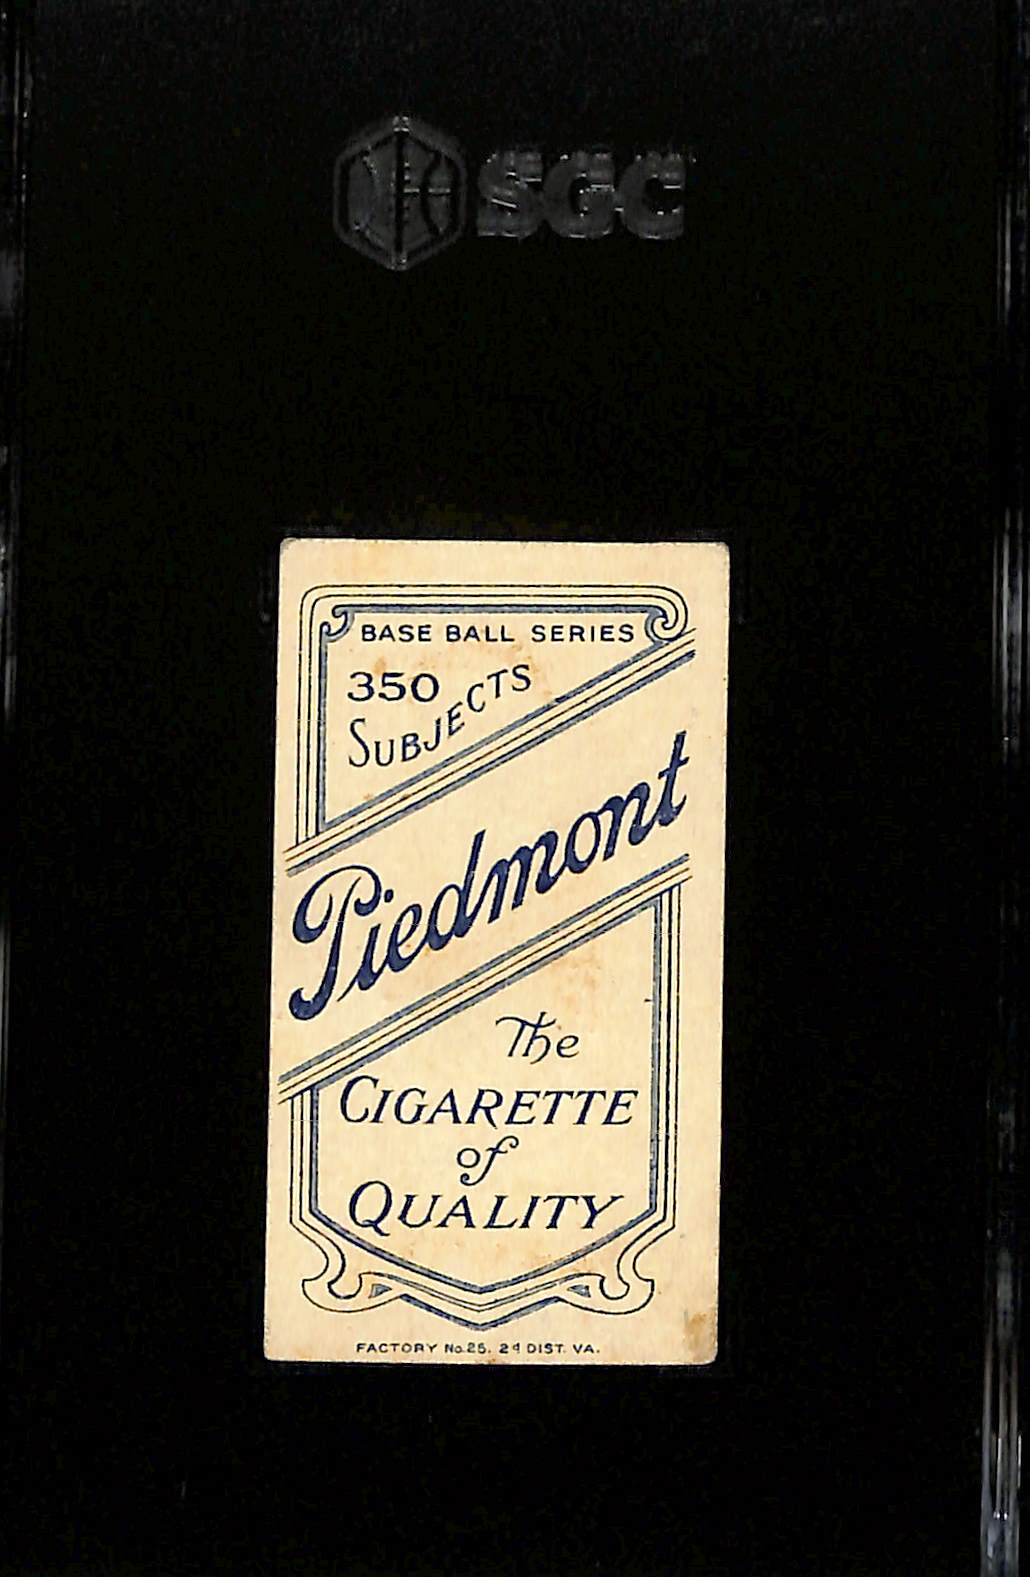 SGC
BASE BALL SERIES
350
SUBJECTS
Piedmont
The
CIGARETTE
of
QUALITY
FACTORY No. 25. 2d DIST. VA.